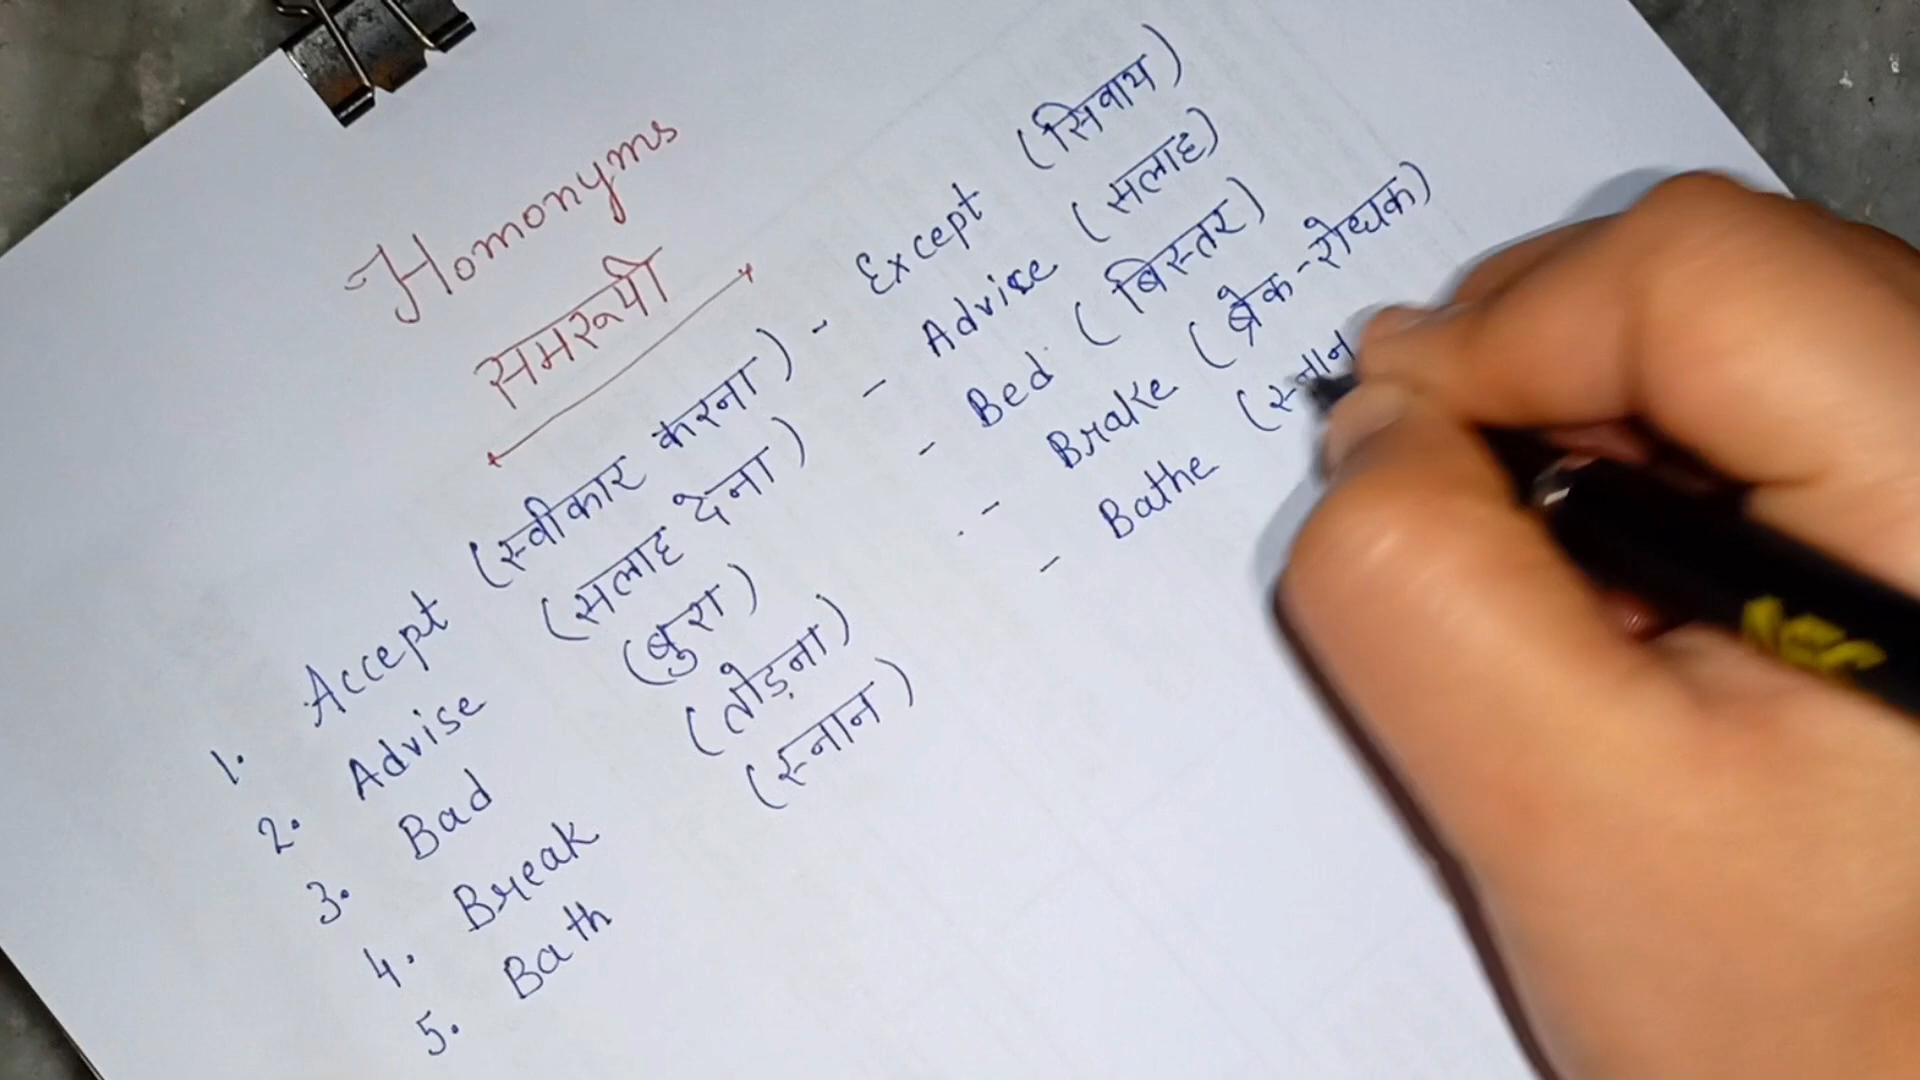 Homonyms
समरूपी
1. Accept (स्वीकार करना) - Except (सिवाय)
2. Advise (सलाह देना) - Advice (सलाह)
3. Bad (बुरा) - Bed (बिस्तर)
4. Break (तोड़ना) - Brake (ब्रेक-रोधक)
5. Bath (स्नान) - Bathe (स्नान